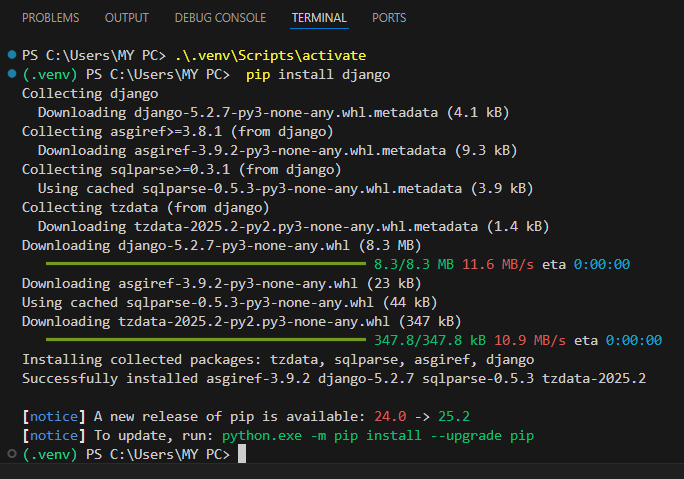 PROBLEMS OUTPUT DEBUG CONSOLE TERMINAL PORTS
PS C:\Users\MY PC> .\.venv\Scripts\activate
(.venv) PS C:\Users\MY PC>  pip install django
Collecting django
  Downloading django-5.2.7-py3-none-any.whl.metadata (4.1 kB)
Collecting asgiref>=3.8.1 (from django)
  Downloading asgiref-3.9.2-py3-none-any.whl.metadata (9.3 kB)
Collecting sqlparse>=0.3.1 (from django)
  Using cached sqlparse-0.5.3-py3-none-any.whl.metadata (3.9 kB)
Collecting tzdata (from django)
  Downloading tzdata-2025.2-py2.py3-none-any.whl.metadata (1.4 kB)
Downloading django-5.2.7-py3-none-any.whl (8.3 MB)
8.3/8.3 MB 11.6 MB/s eta 0:00:00
Downloading asgiref-3.9.2-py3-none-any.whl (23 kB)
Using cached sqlparse-0.5.3-py3-none-any.whl (44 kB)
Downloading tzdata-2025.2-py2.py3-none-any.whl (347 kB)
347.8/347.8 kB 10.9 MB/s eta 0:00:00
Installing collected packages: tzdata, sqlparse, asgiref, django
Successfully installed asgiref-3.9.2 django-5.2.7 sqlparse-0.5.3 tzdata-2025.2
[notice] A new release of pip is available: 24.0 -> 25.2
[notice] To update, run: python.exe -m pip install --upgrade pip
(.venv) PS C:\Users\MY PC>